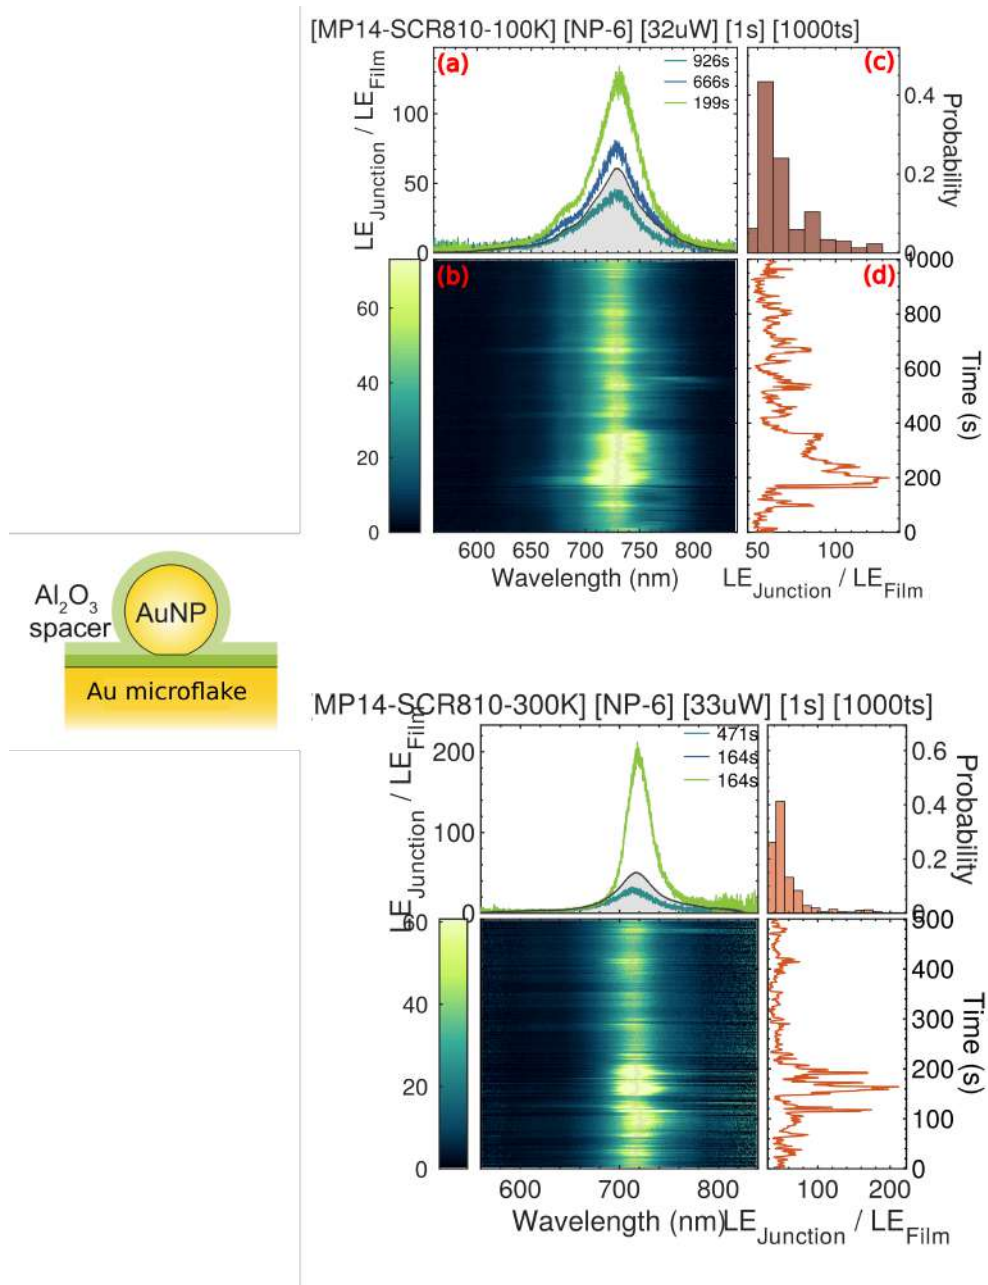 [MP14-SCR810-100K] [NP-6] [32uW] [1s] [1000ts]
(a)
926s
666s
199s
LE_Junction / LE_Film
100
50
0
(c)
0.4
0.2
0
Probability
(b)
60
40
20
0
600 650 700 750 800
Wavelength (nm)
(d)
1000
800
600
400
200
0
Time (s)
50 100
LE_Junction / LE_Film
Al2O3
spacer
AuNP
Au microflake
[MP14-SCR810-300K] [NP-6] [33uW] [1s] [1000ts]
471s
164s
164s
LE_Junction / LE_Film
200
100
0
0.6
0.4
0.2
0
Probability
60
40
20
0
600 700 800
Wavelength (nm)
500
400
300
200
100
0
Time (s)
100 200
LE_Junction / LE_Film